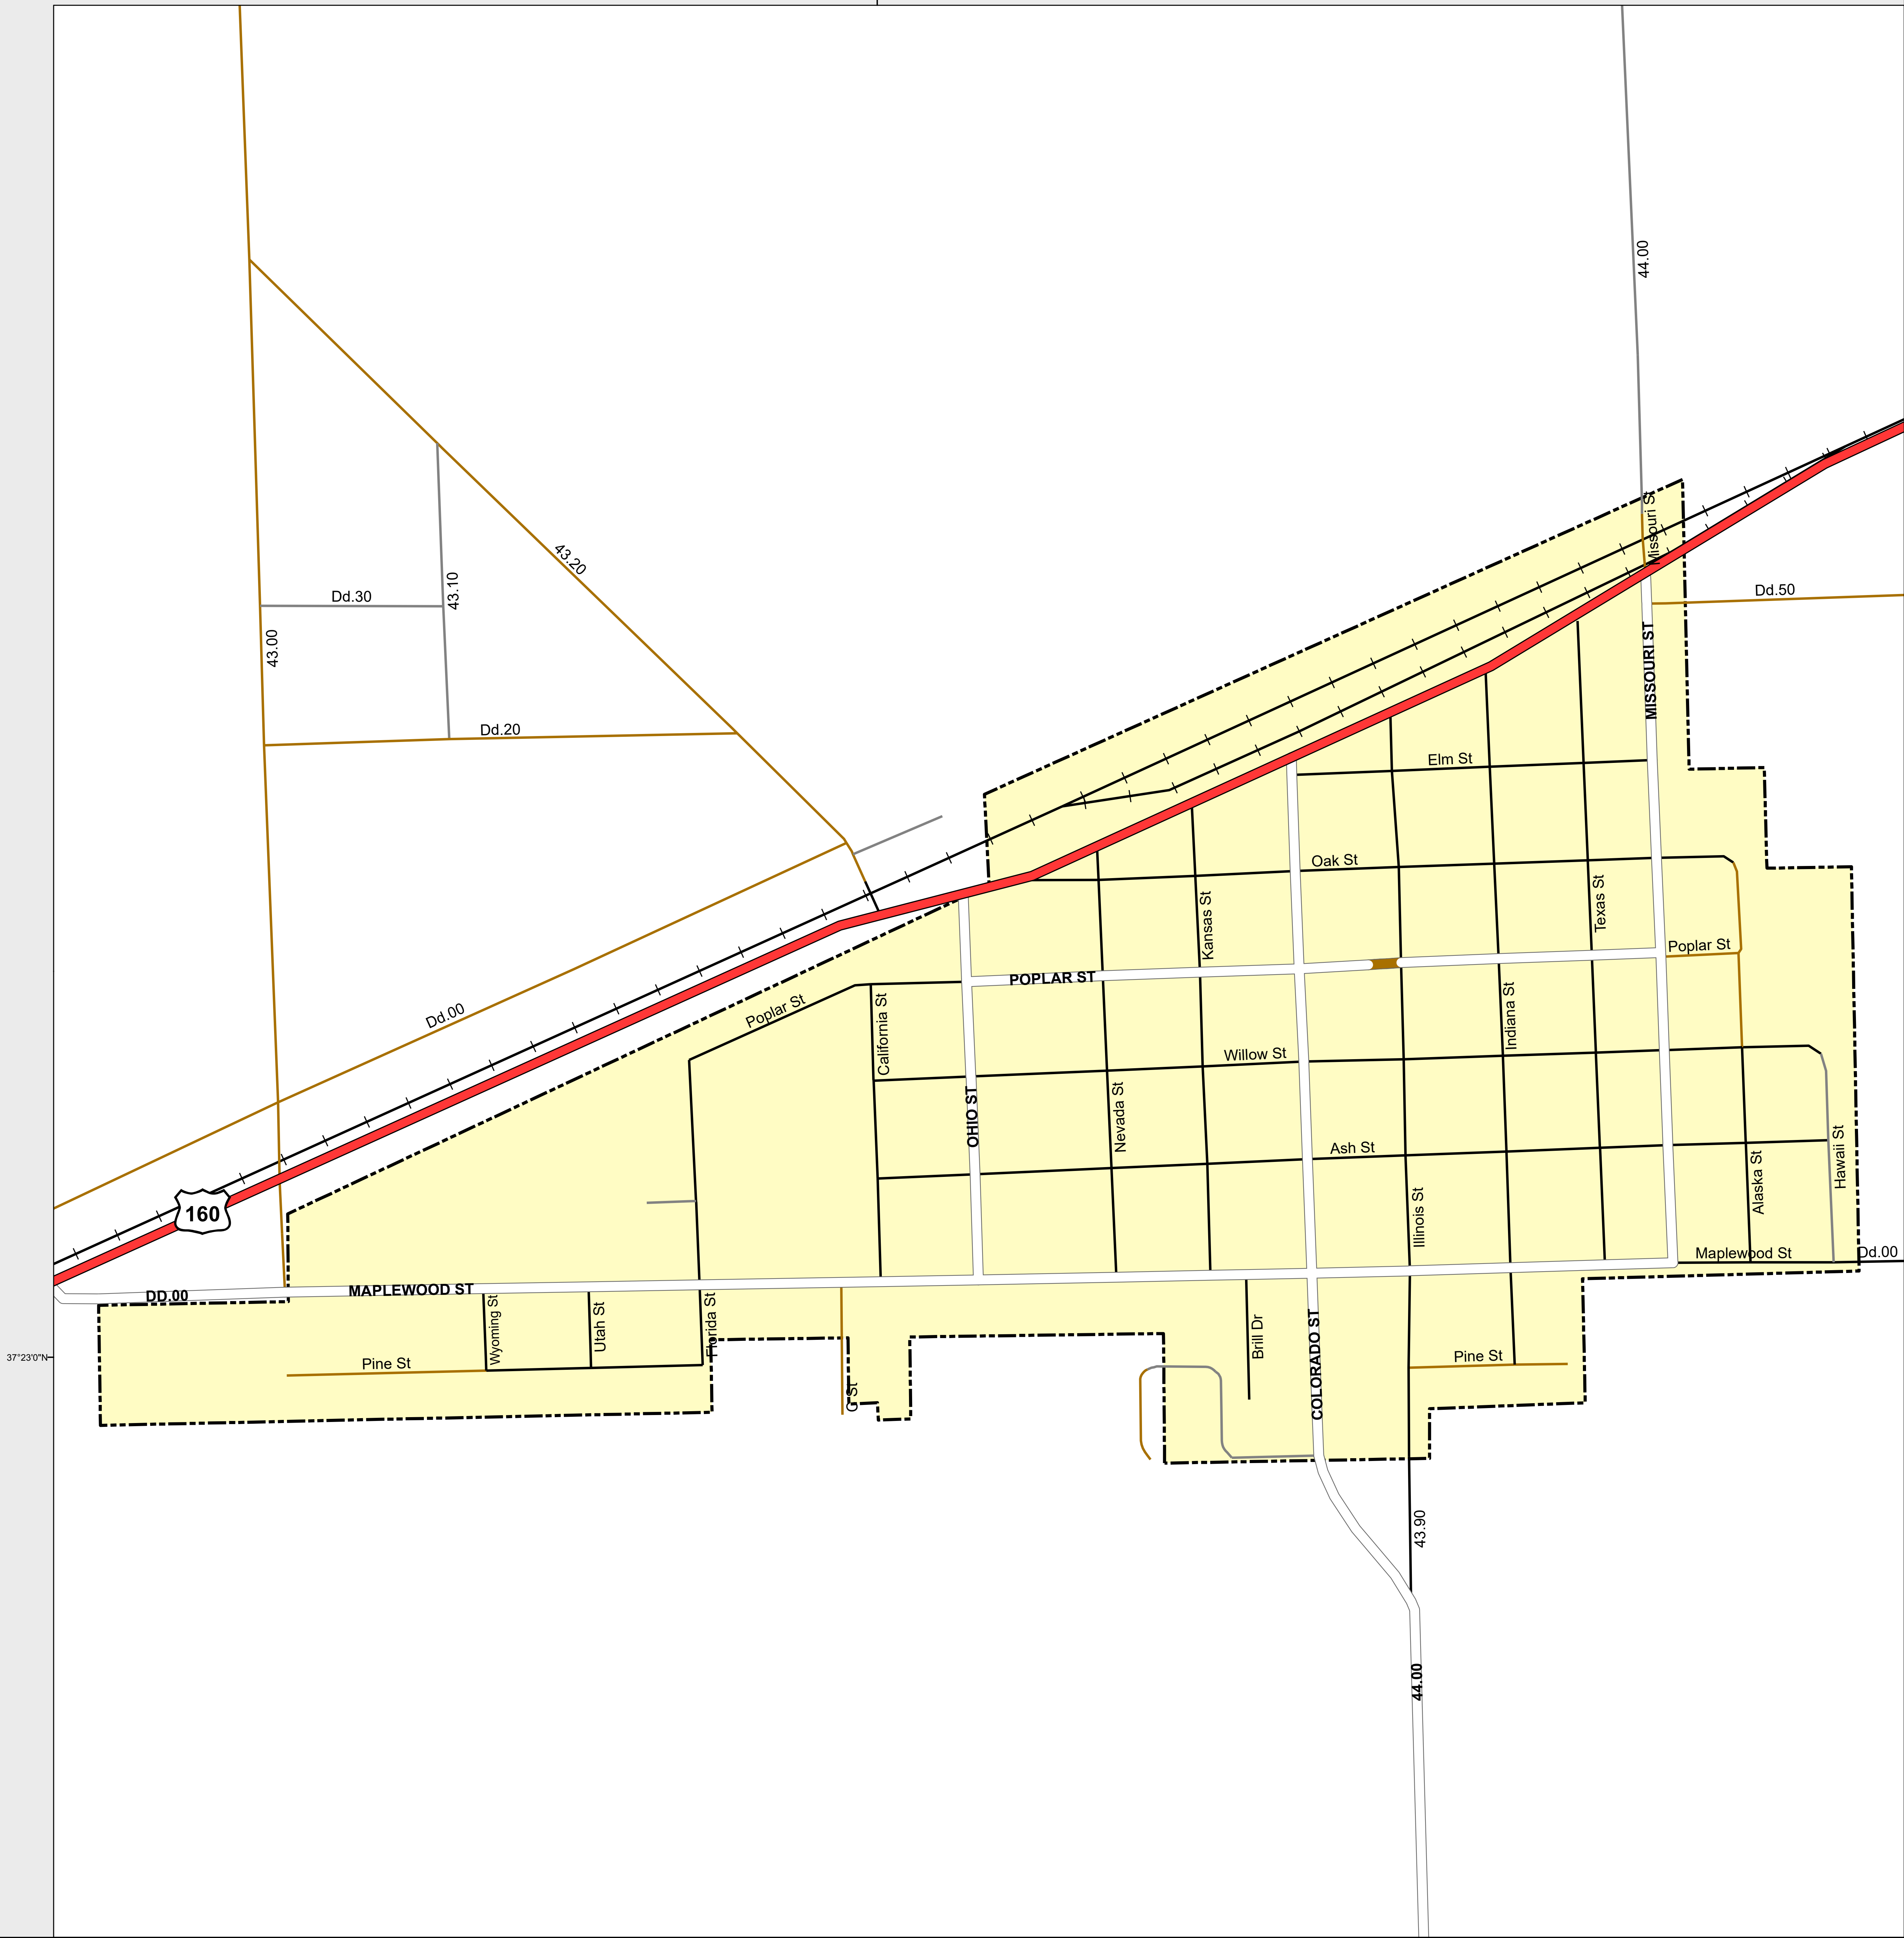 44.00
Missouri St
43.20
Dd.30
43.10
Dd.50
43.00
MISSOURI ST
Dd.20
Elm St
Oak St
Texas St
Kansas St
Poplar St
POPLAR ST
Poplar St
Dd.00
California St
Indiana St
Willow St
OHIO ST
Nevada St
Ash St
Hawaii St
Alaska St
Illinois St
160
Maplewood St
Dd.00
DD.00
MAPLEWOOD ST
Wyoming St
Utah St
Florida St
Brill Dr
COLORADO ST
37°23'0"N
Pine St
Pine St
C St
43.90
44.00